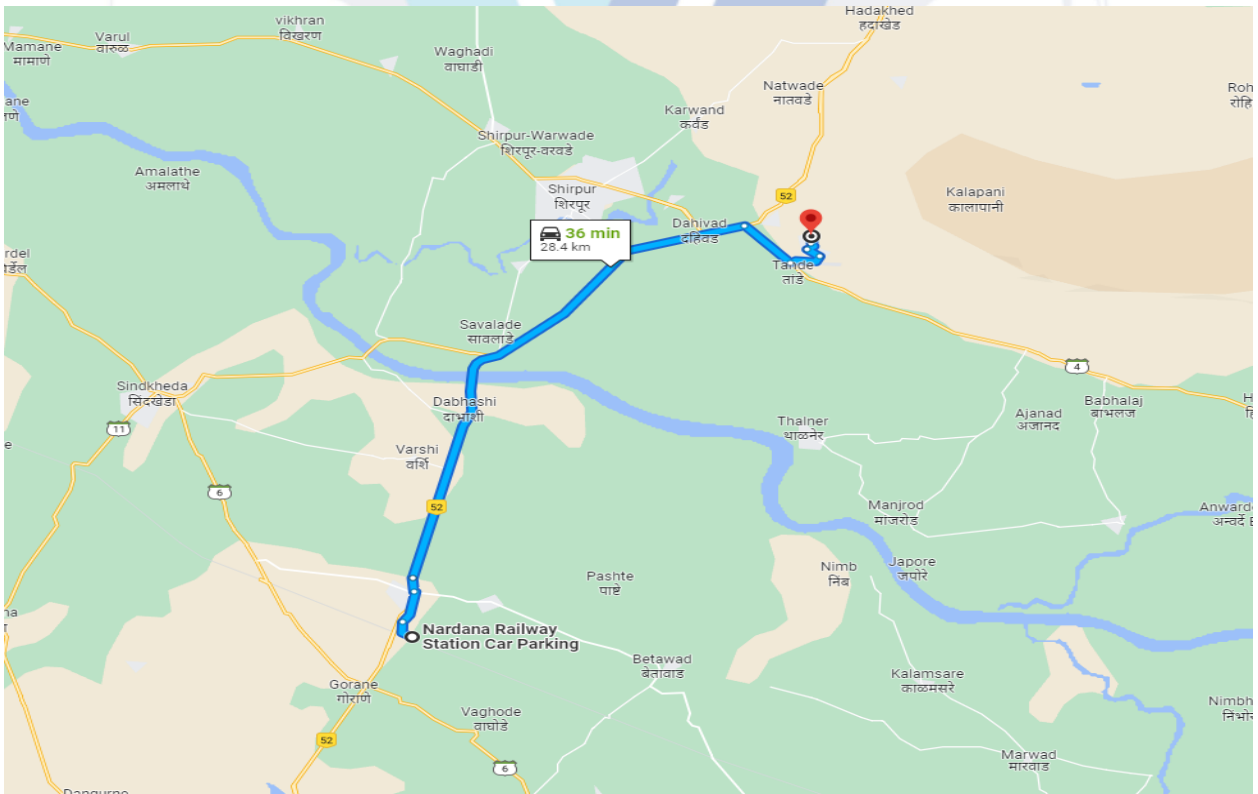 Hadakhed
हदाखेड
vikhran
विखरण
Varul
वारुळ
Mamane
मामाणे
Waghadi
वाघाडी
Natwade
नातवडे
Karwand
कर्वंड
Shirpur-Warwade
शिरपूर-वरवडे
Amalathe
अमलाथे
Shirpur
शिरपूर
52
Kalapani
कालापानी
Dahivad
दहिवड
36 min
28.4 km
Tande
तांडे
Savalade
सावलाडे
4
Sindkheda
सिंदखेडा
Dabhashi
दाभाशी
Babhalaj
बाभलज
Ajanad
अजानद
Thalner
थाळनेर
11
Varshi
वर्शि
6
52
Manjrod
मांजरोड
Pashte
पाष्टे
Nimb
निंब
Japore
जपोरे
Nardana Railway
Station Car Parking
Betawad
बेतावाड
Kalamsare
काळमसरे
Gorane
गोराणे
Vaghode
वाघोडे
52
6
Marwad
मारवाड
Dangurne